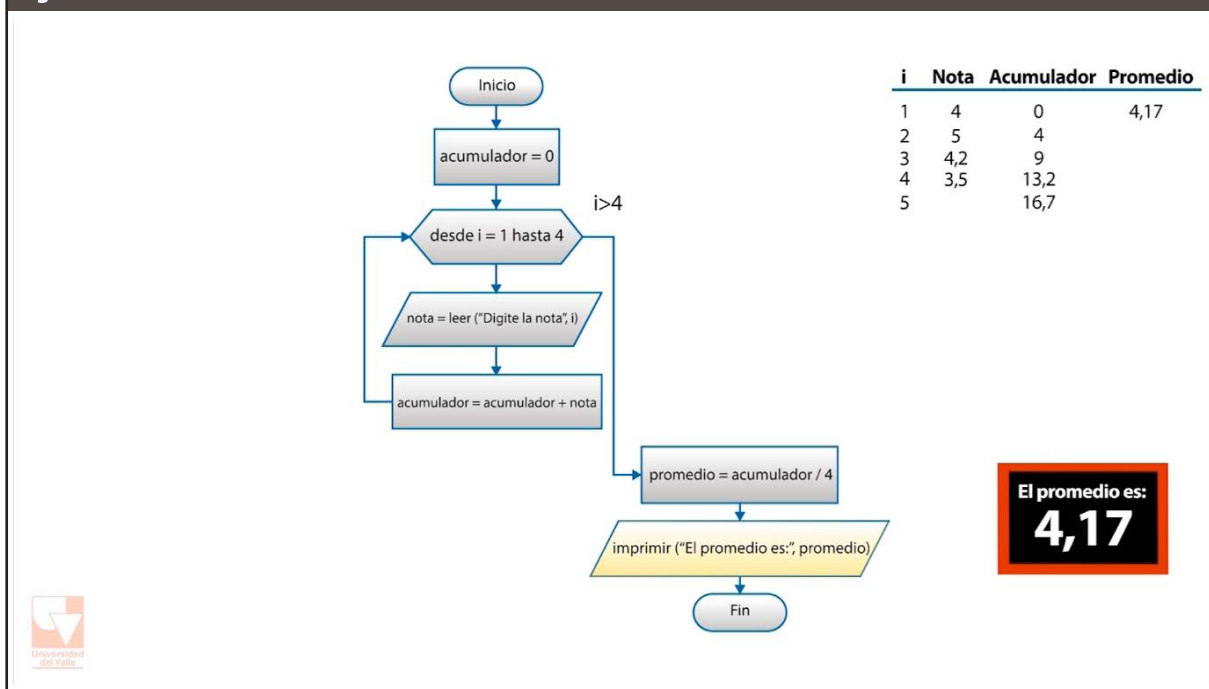 Inicio
acumulador = 0
i>4
desde i = 1 hasta 4
nota = leer (“Digite la nota”, i)
acumulador = acumulador + nota
promedio = acumulador / 4
imprimir (“El promedio es:”, promedio)
Fin
i Nota Acumulador Promedio
1 4 0 4,17
2 5 4
3 4,2 9
4 3,5 13,2
5 16,7
El promedio es:
4,17
Universidad
del Valle